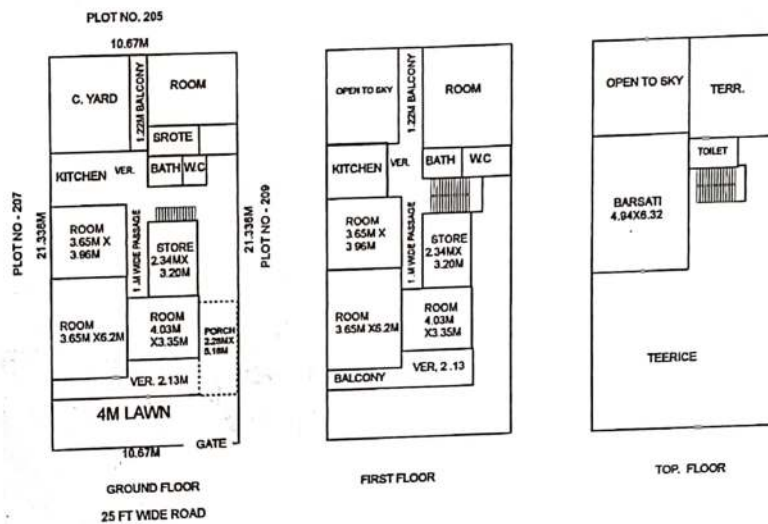 PLOT NO. 205
10.67M
C. YARD
1.22M BALCONY
ROOM
SROTE
KITCHEN
VER.
BATH
W.C
PLOT NO - 207
21.336M
ROOM
3.65M X
3.96M
1 .M WIDE PASSAGE
STORE
2.34MX
3.20M
21.336M
PLOT NO - 209
ROOM
3.65M X6.2M
ROOM
4.03M
X3.35M
PORCH
VER. 2.13M
4M LAWN
10.67M
GATE
GROUND FLOOR
25 FT WIDE ROAD
OPEN TO SKY
1.22M BALCONY
ROOM
KITCHEN
VER.
BATH
W.C
ROOM
3.65M X
3.96M
1 .M WIDE PASSAGE
STORE
2.34MX
3.20M
ROOM
3.65M X6.2M
ROOM
4.03M
X3.35M
VER, 2 .13
BALCONY
FIRST FLOOR
OPEN TO SKY
TERR.
TOILET
BARSATI
4.94X6.32
TEERICE
TOP. FLOOR